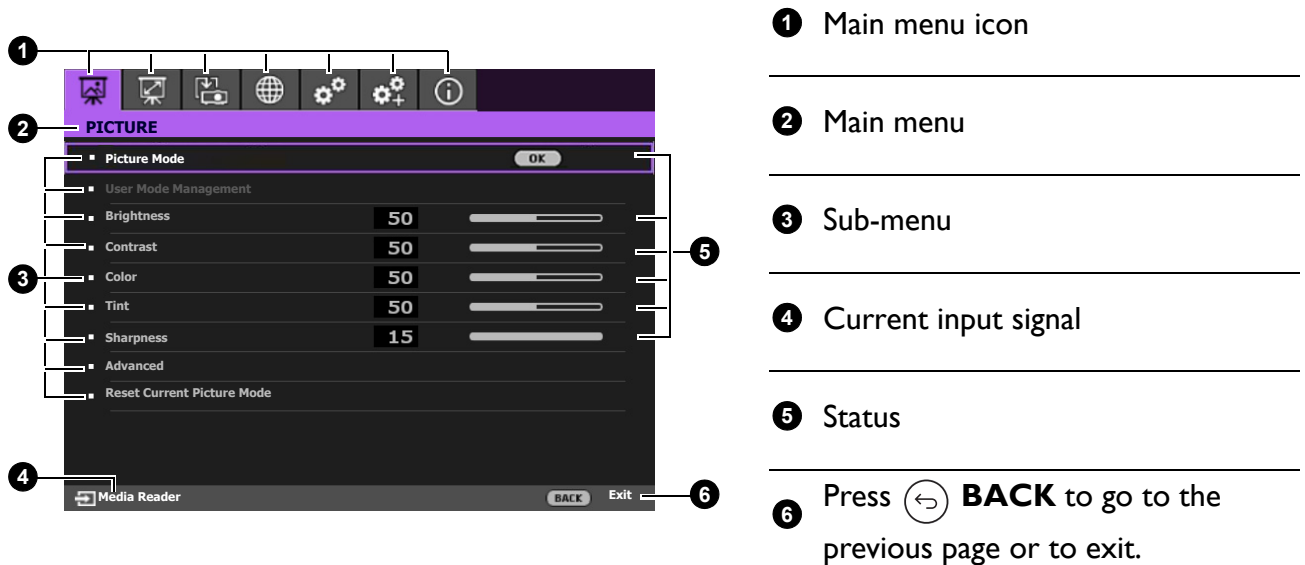 1 Main menu icon
1
2 PICTURE
2 Main menu
Picture Mode OK
User Mode Management
Brightness 50
3 Sub-menu
Contrast 50
5
3 Color 50
Tint 50
4 Current input signal
Sharpness 15
Advanced
Reset Current Picture Mode
5 Status
4
Media Reader BACK Exit 6
6 Press BACK to go to the
previous page or to exit.